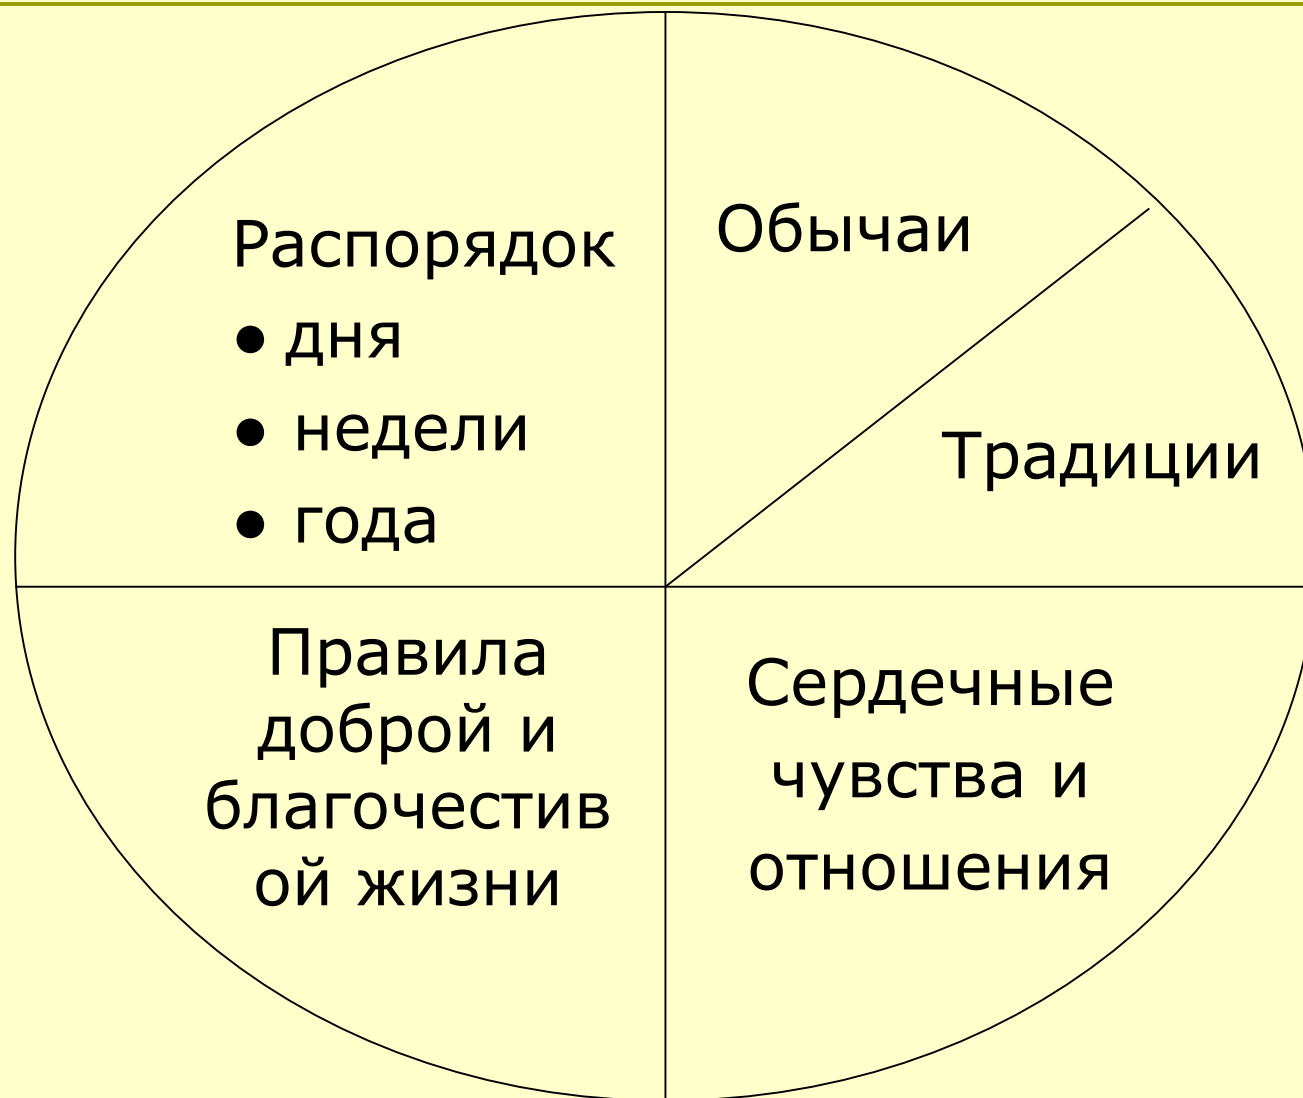 Распорядок
● дня
● недели
● года
Обычаи
Традиции
Правила
доброй и
благочестив
ой жизни
Сердечные
чувства и
отношения